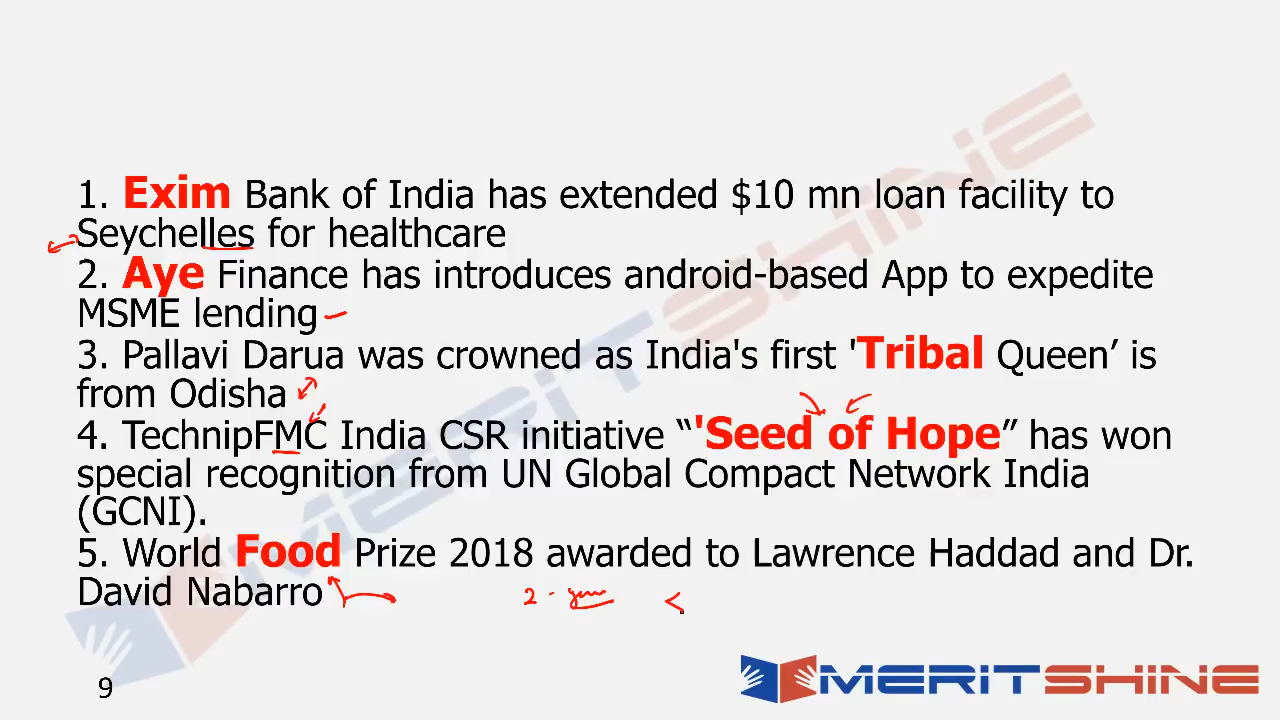 1. Exim Bank of India has extended $10 mn loan facility to
Seychelles for healthcare
2. Aye Finance has introduces android-based App to expedite
MSME lending
3. Pallavi Darua was crowned as India's first 'Tribal Queen’ is
from Odisha
4. TechnipFMC India CSR initiative “'Seed of Hope” has won
special recognition from UN Global Compact Network India
(GCNI).
5. World Food Prize 2018 awarded to Lawrence Haddad and Dr.
David Nabarro
2 -
9
MERITSHINE
MERITSHINE